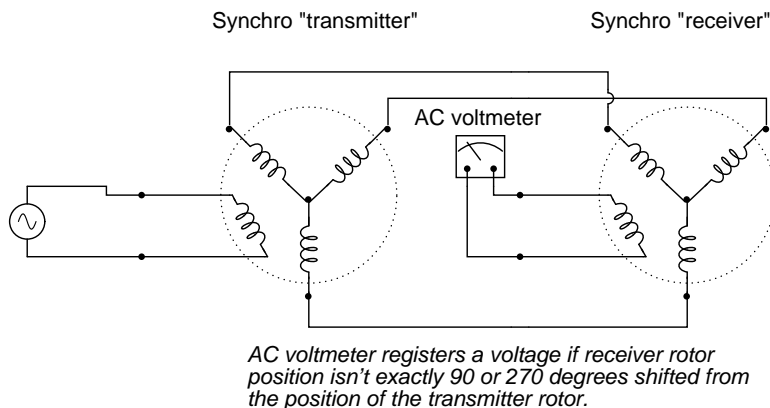 Synchro "transmitter"
Synchro "receiver"
AC voltmeter
AC voltmeter registers a voltage if receiver rotor
position isn't exactly 90 or 270 degrees shifted from
the position of the transmitter rotor.